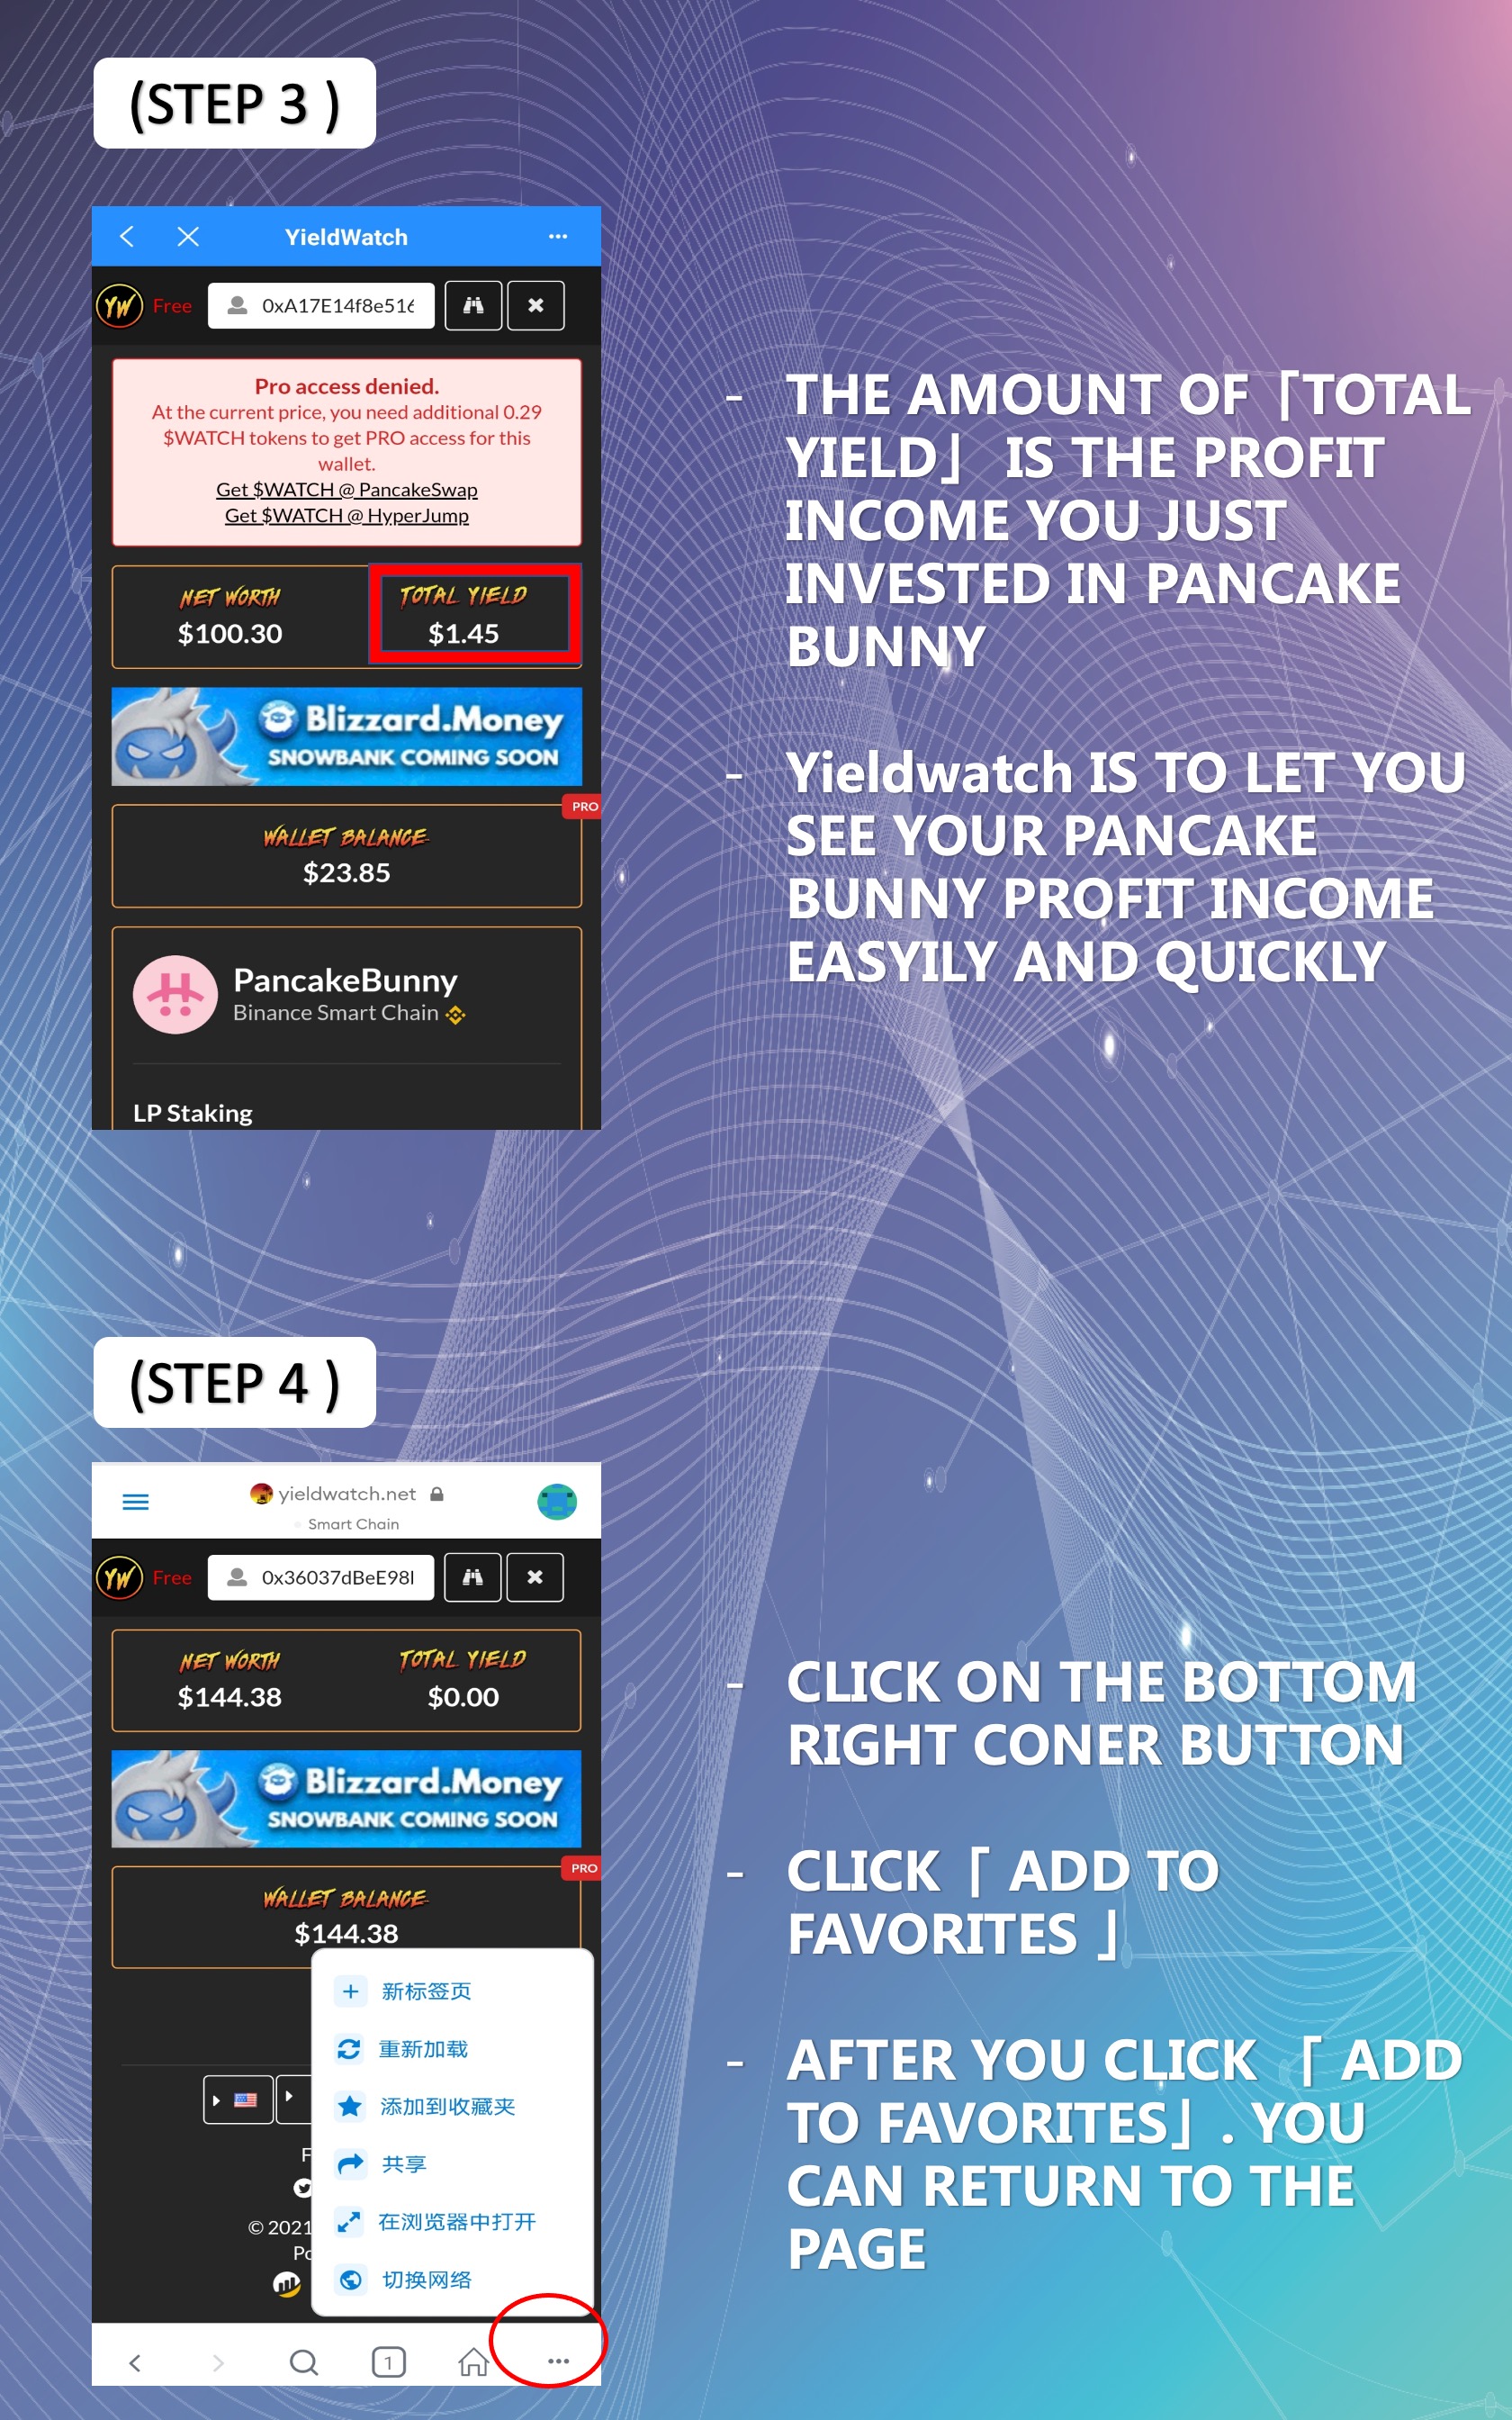 (STEP 3 )
YieldWatch
YW Free 0xA17E14f8e516
Pro access denied.
At the current price, you need additional 0.29
$WATCH tokens to get PRO access for this
wallet.
Get $WATCH @ PancakeSwap
Get $WATCH @ HyperJump
NET WORTH TOTAL YIELD
$100.30 $1.45
Blizzard.Money
SNOWBANK COMING SOON
PRO
WALLET BALANCE
$23.85
PancakeBunny
Binance Smart Chain
LP Staking
- THE AMOUNT OF「TOTAL
YIELD」 IS THE PROFIT
INCOME YOU JUST
INVESTED IN PANCAKE
BUNNY
- Yieldwatch IS TO LET YOU
SEE YOUR PANCAKE
BUNNY PROFIT INCOME
EASYILY AND QUICKLY
(STEP 4 )
yieldwatch.net
Smart Chain
YW Free 0x36037dBeE98
NET WORTH TOTAL YIELD
$144.38 $0.00
Blizzard.Money
SNOWBANK COMING SOON
PRO
WALLET BALANCE
$144.38
新标签页
重新加载
添加到收藏夹
共享
在浏览器中打开
切换网络
F
© 2021
Po
1
- CLICK ON THE BOTTOM
RIGHT CONER BUTTON
- CLICK「 ADD TO
FAVORITES 」
- AFTER YOU CLICK 「 ADD
TO FAVORITES」. YOU
CAN RETURN TO THE
PAGE